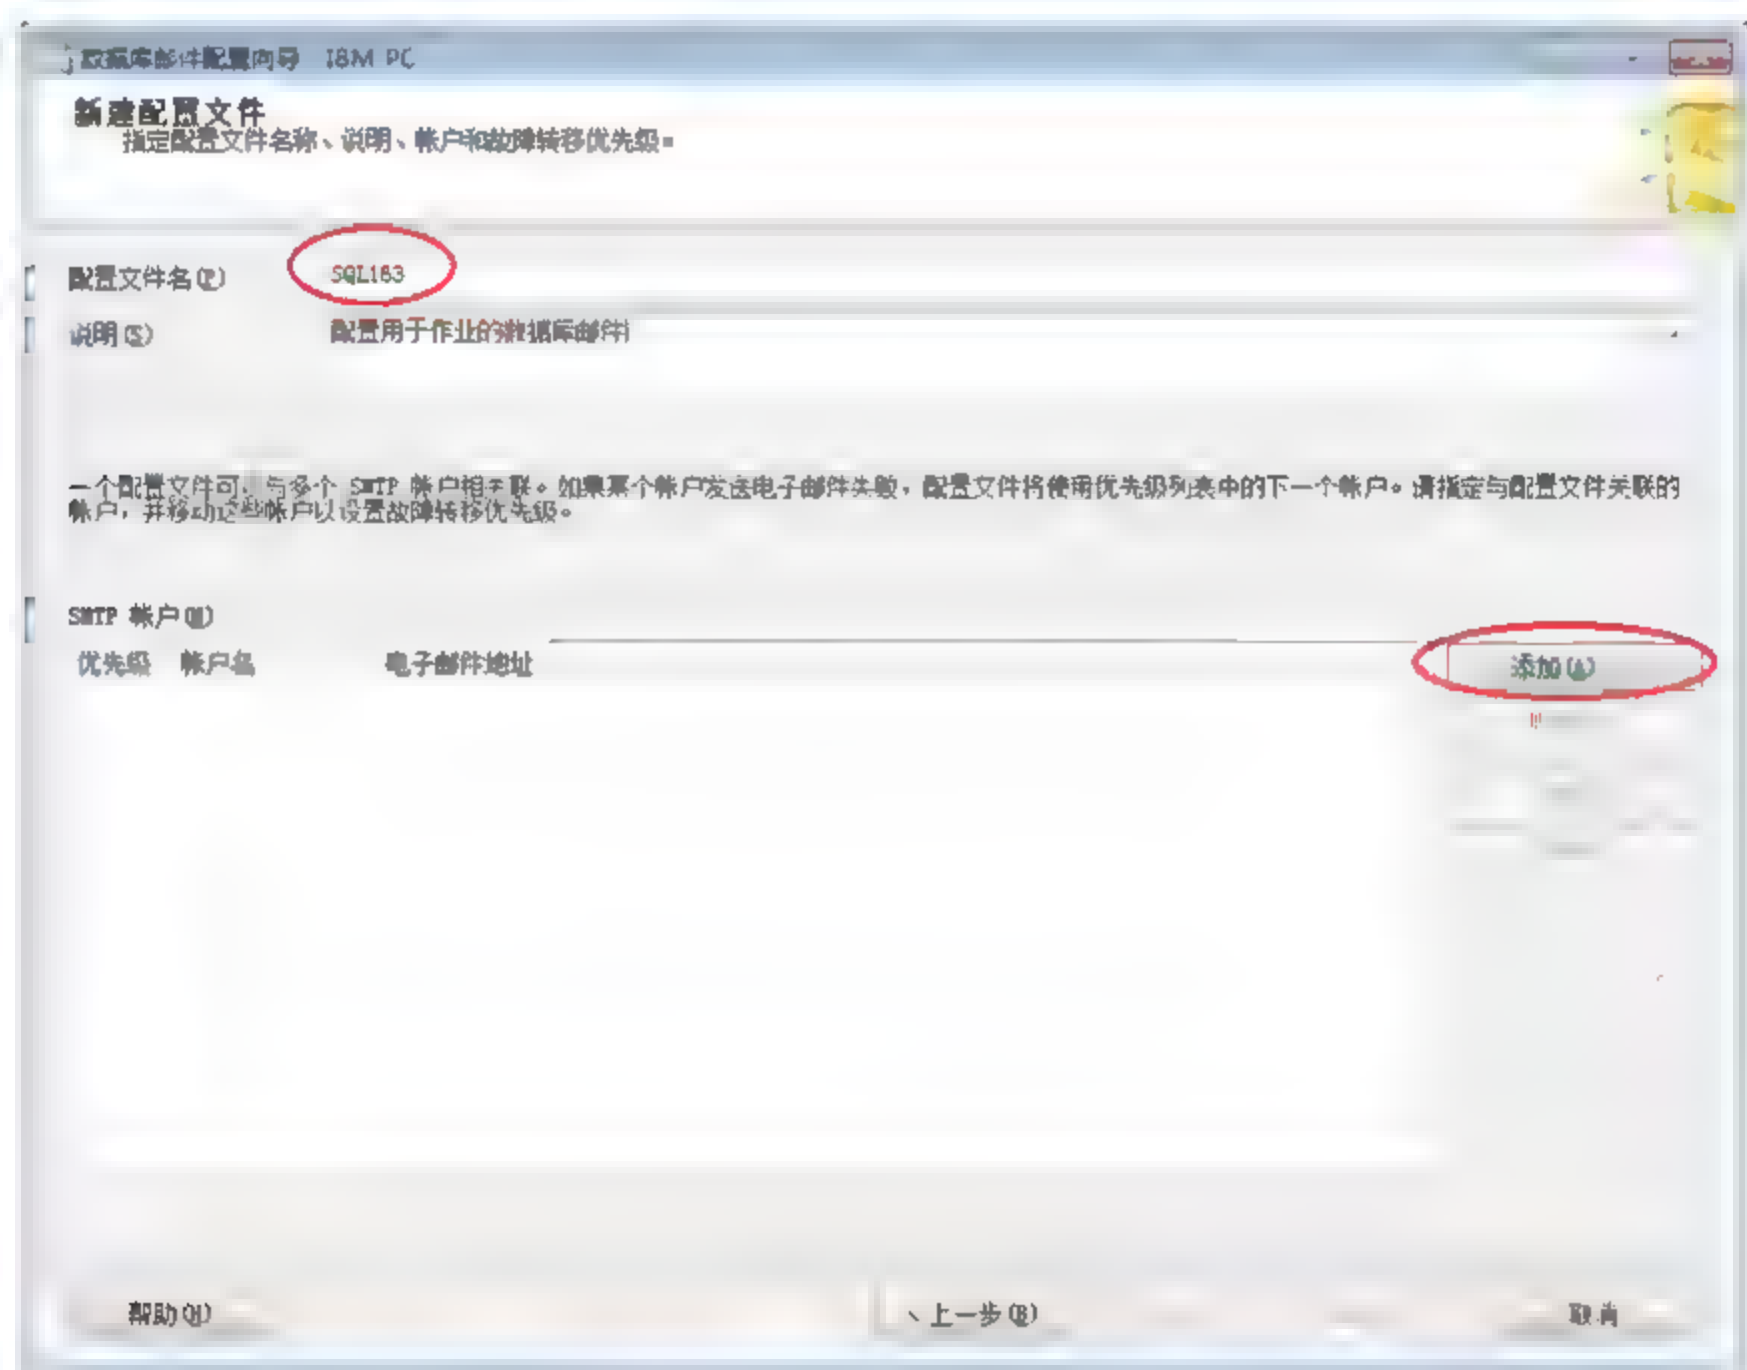 数据库邮件配置向导 IBM PC
新建配置文件
指定配置文件名称、说明、帐户和故障转移优先级。
配置文件名(P)
SQL163
说明(S)
配置用于作业的数据库邮件
一个配置文件可 与多个 SMTP 帐户相关联。如果某个帐户发送电子邮件失败，配置文件将使用优先级列表中的下一个帐户。请指定与配置文件关联的
帐户，并移动这些帐户以设置故障转移优先级。
SMTP 帐户(M)
优先级 帐户名 电子邮件地址
添加(A)
帮助(H)
上一步(B)
取消